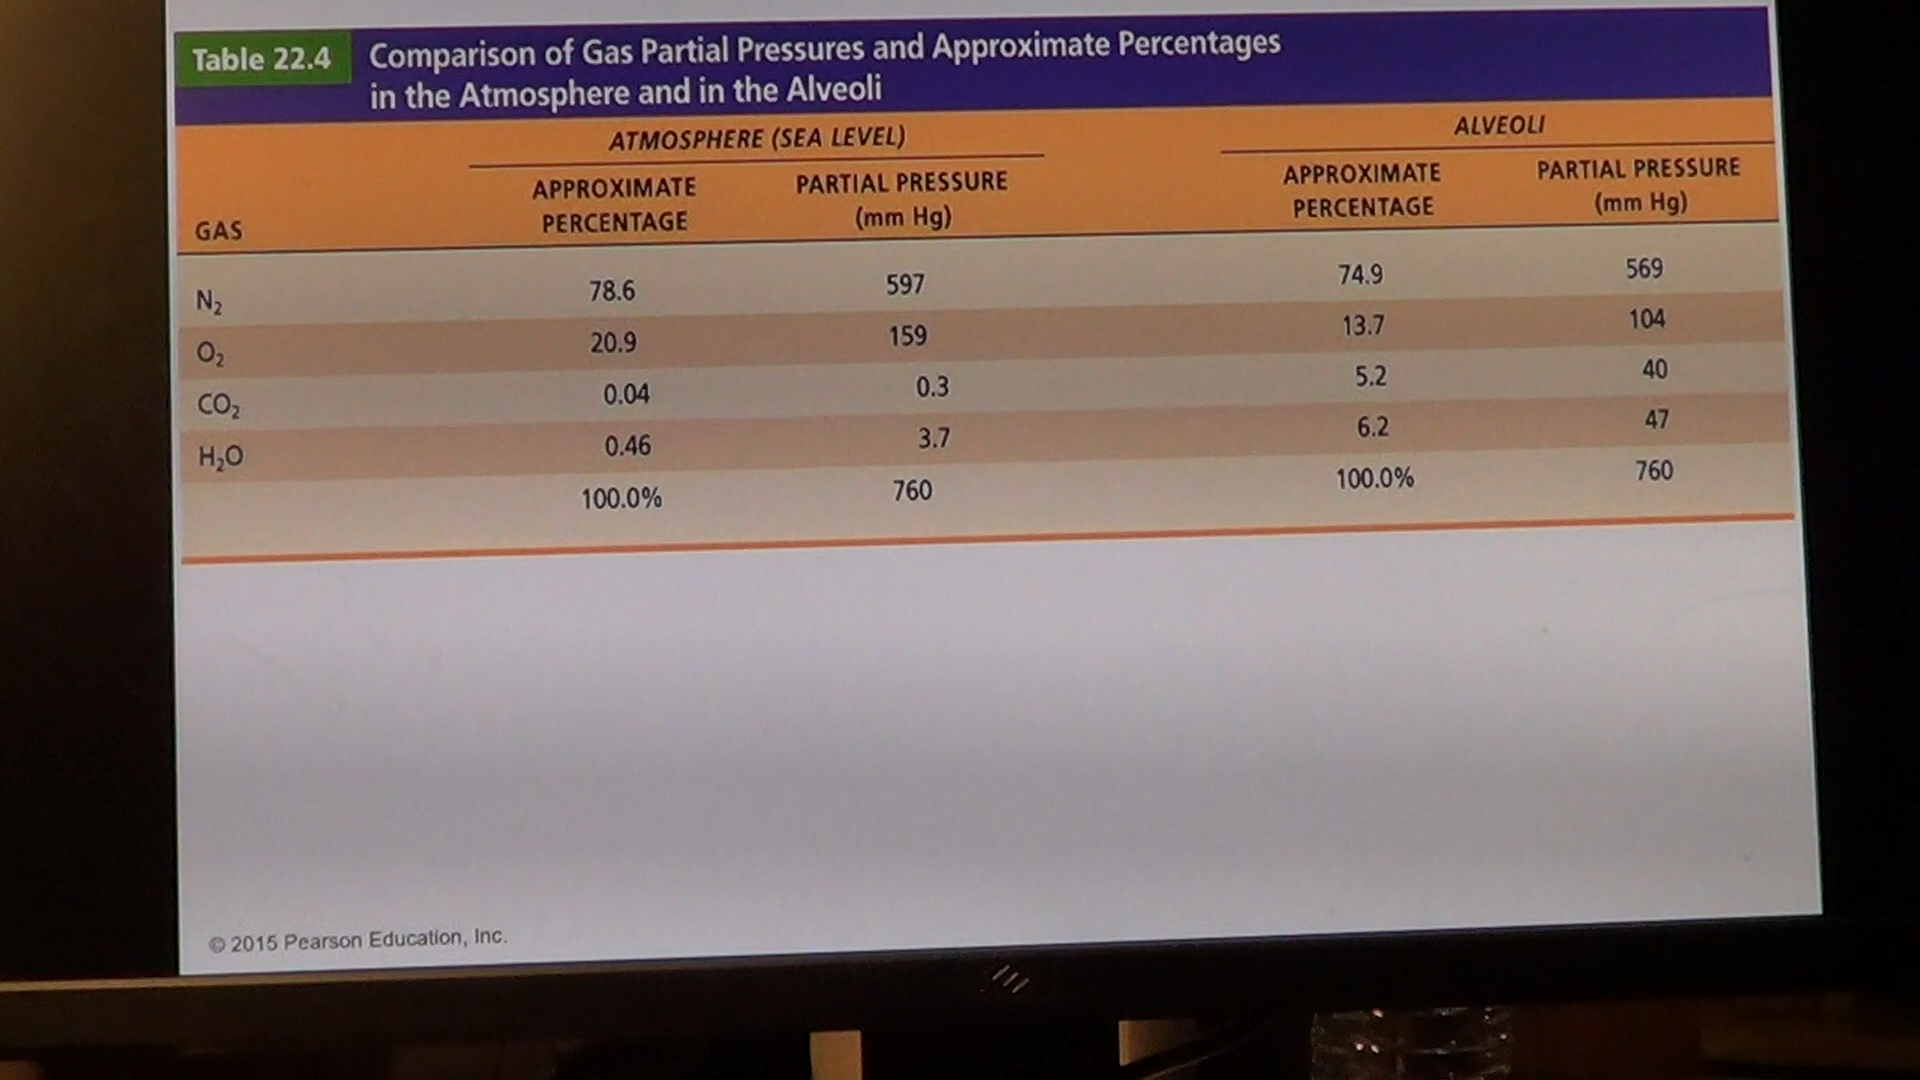 Table 22.4 Comparison of Gas Partial Pressures and Approximate Percentages
in the Atmosphere and in the Alveoli
ATMOSPHERE (SEA LEVEL) ALVEOLI
GAS APPROXIMATE PERCENTAGE PARTIAL PRESSURE (mm Hg) APPROXIMATE PERCENTAGE PARTIAL PRESSURE (mm Hg)
N₂ 78.6 597 74.9 569
O₂ 20.9 159 13.7 104
CO₂ 0.04 0.3 5.2 40
H₂O 0.46 3.7 6.2 47
100.0% 760 100.0% 760
© 2015 Pearson Education, Inc.